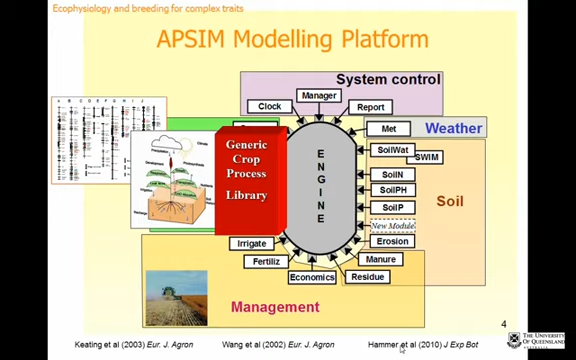 Ecophysiology and breeding for complex traits
APSIM Modelling Platform
System control
Manager
Clock
Report
Met
Weather
Generic
Crop
Process
Library
ENGINE
SoilWat
SWIM
SoilN
SoilPH
SoilP
Soil
New Module
Erosion
Irrigate
Manure
Fertiliz
Residue
Economics
Management
4
Keating et al (2003) Eur. J. Agron
Wang et al (2002) Eur. J. Agron
Hammer et al (2010) J Exp Bot
THE UNIVERSITY
OF QUEENSLAND